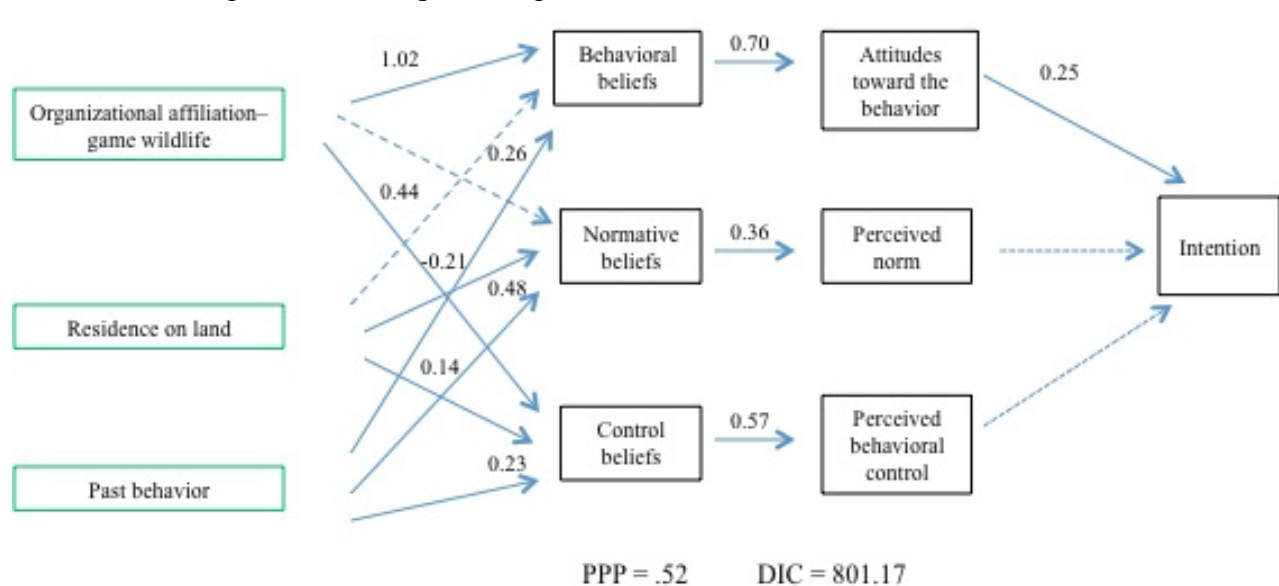 1.02
Organizational affiliation–
game wildlife
Residence on land
Past behavior
0.26
0.44
-0.21
0.48
0.14
0.23
Behavioral
beliefs
0.70
Attitudes
toward the
behavior
0.25
Normative
beliefs
0.36
Perceived
norm
Intention
Control
beliefs
0.57
Perceived
behavioral
control
PPP = .52 DIC = 801.17